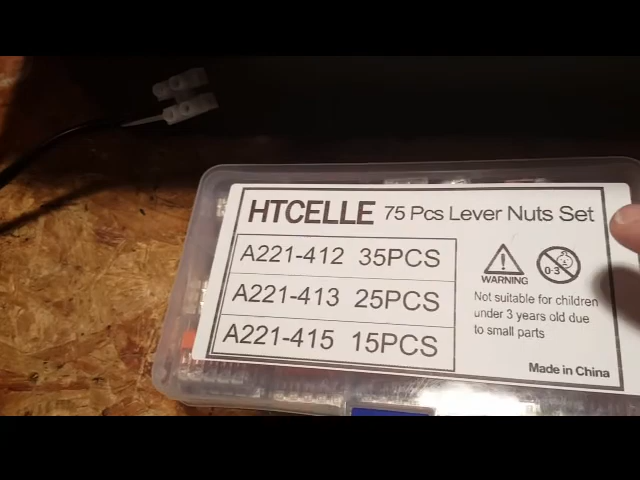 HTCELLE 75 Pcs Lever Nuts Set
A221-412 35PCS
A221-413 25PCS
A221-415 15PCS
WARNING
0-3
Not suitable for children
under 3 years old due
to small parts
Made in China